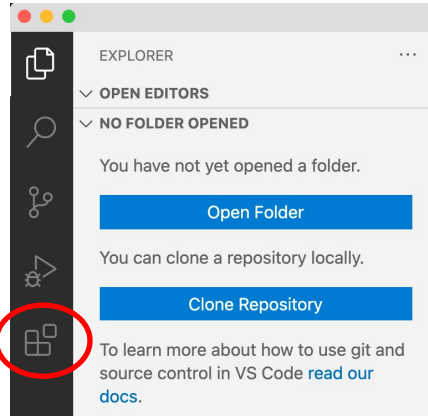 EXPLORER
OPEN EDITORS
NO FOLDER OPENED
You have not yet opened a folder.
Open Folder
You can clone a repository locally.
Clone Repository
To learn more about how to use git and
source control in VS Code read our
docs.